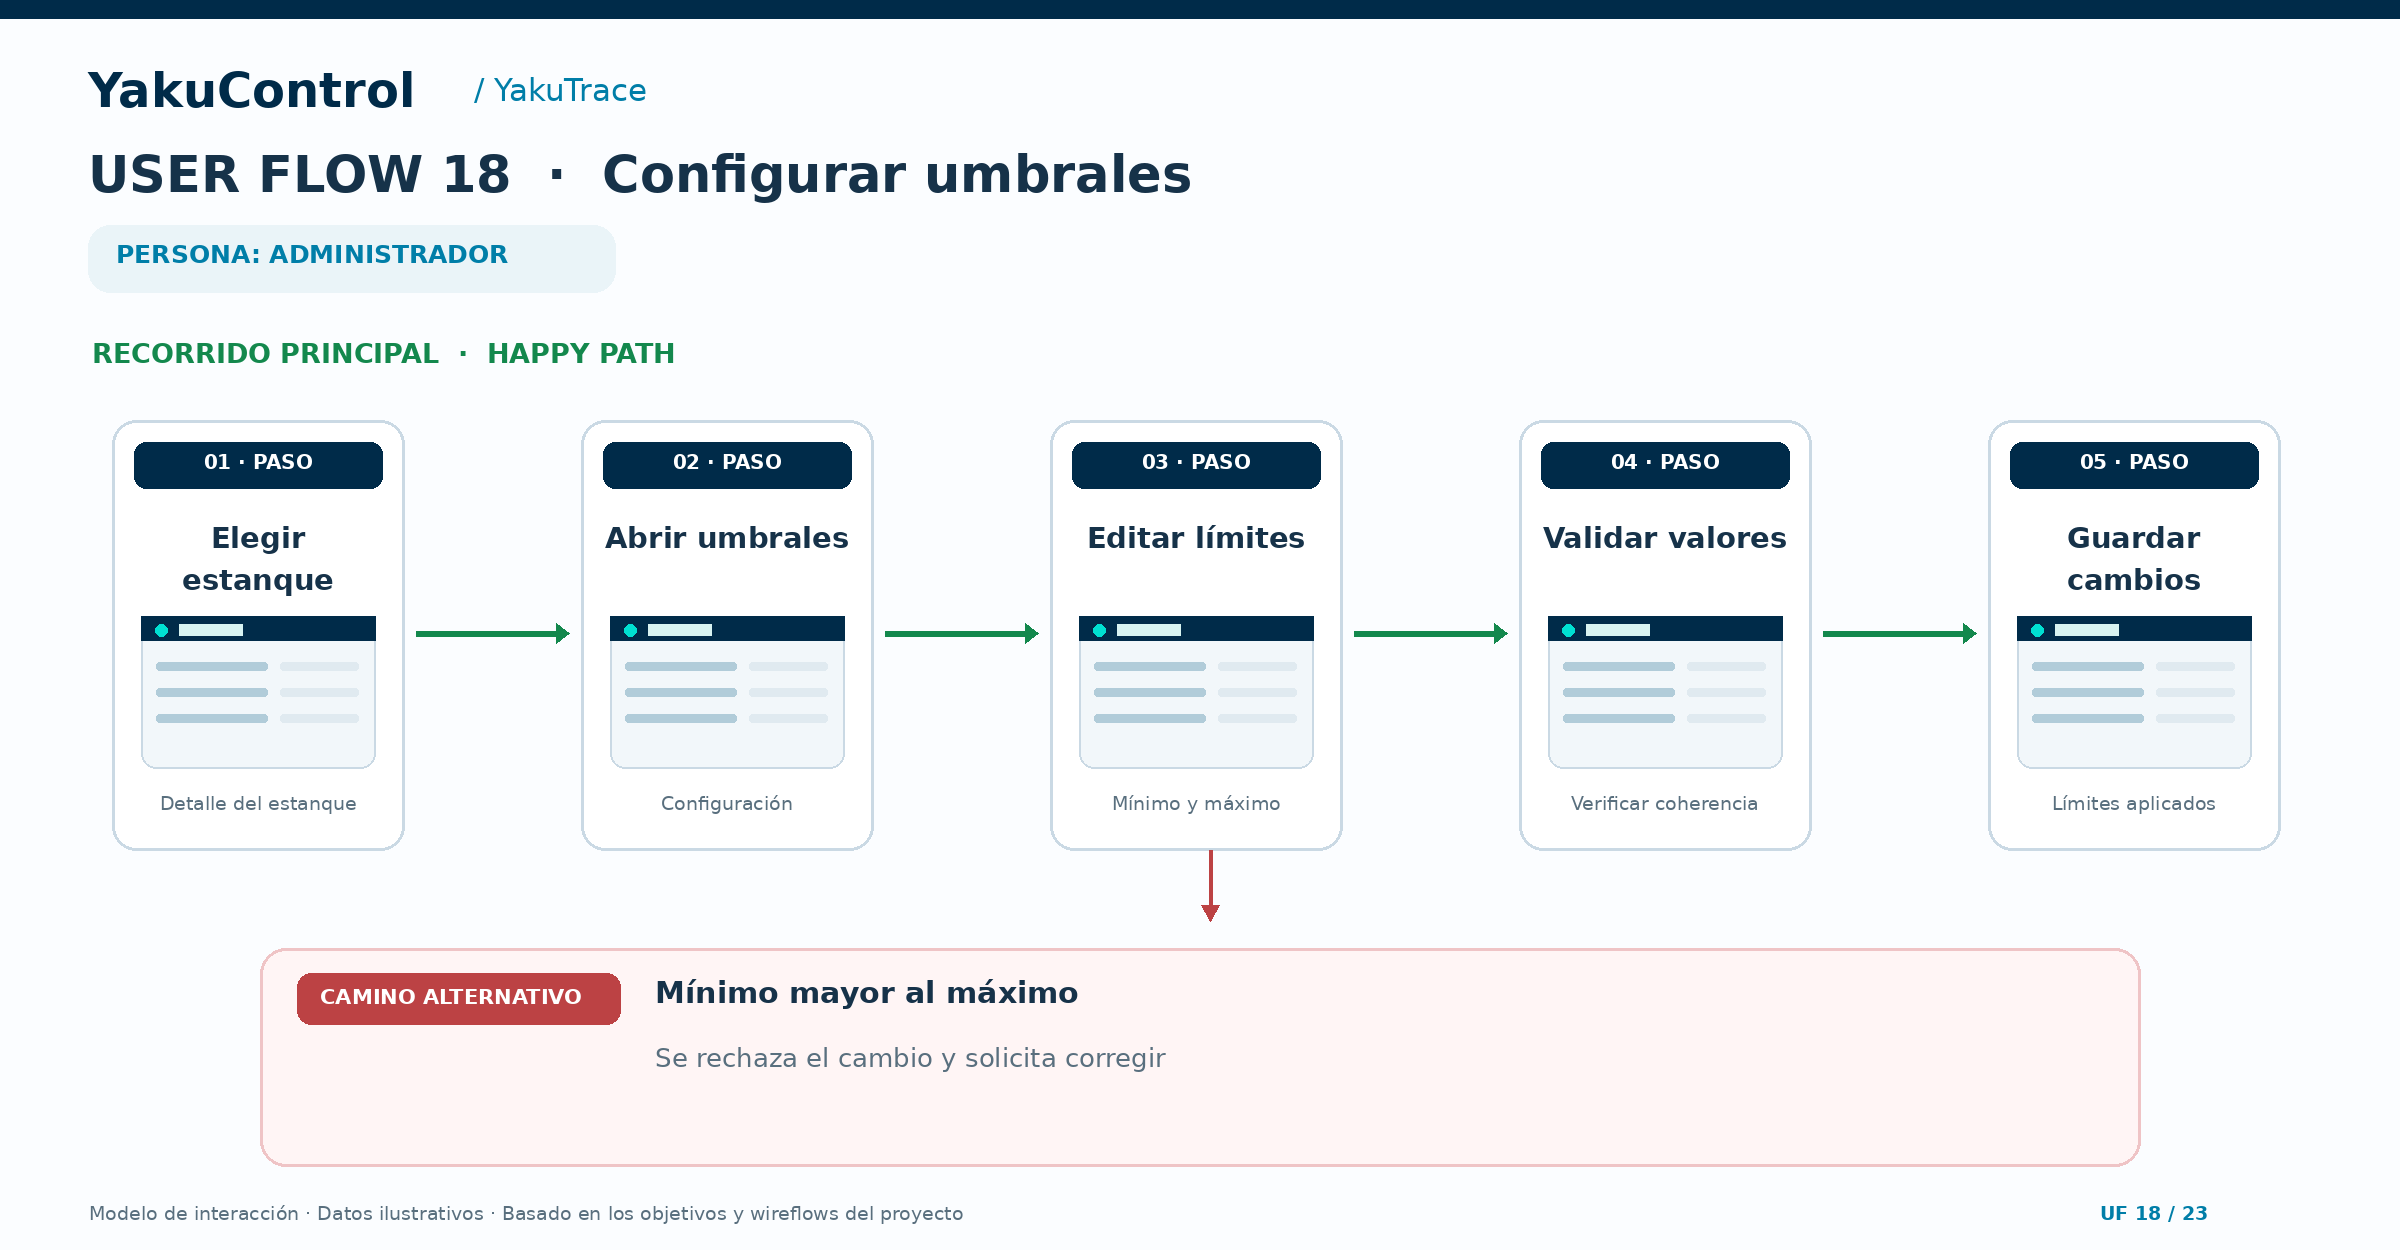 YakuControl / YakuTrace
USER FLOW 18 · Configurar umbrales
PERSONA: ADMINISTRADOR
RECORRIDO PRINCIPAL · HAPPY PATH
01 · PASO
Elegir
estanque
Detalle del estanque
02 · PASO
Abrir umbrales
Configuración
03 · PASO
Editar límites
Mínimo y máximo
04 · PASO
Validar valores
Verificar coherencia
05 · PASO
Guardar
cambios
Límites aplicados
CAMINO ALTERNATIVO
Mínimo mayor al máximo
Se rechaza el cambio y solicita corregir
Modelo de interacción · Datos ilustrativos · Basado en los objetivos y wireflows del proyecto
UF 18 / 23